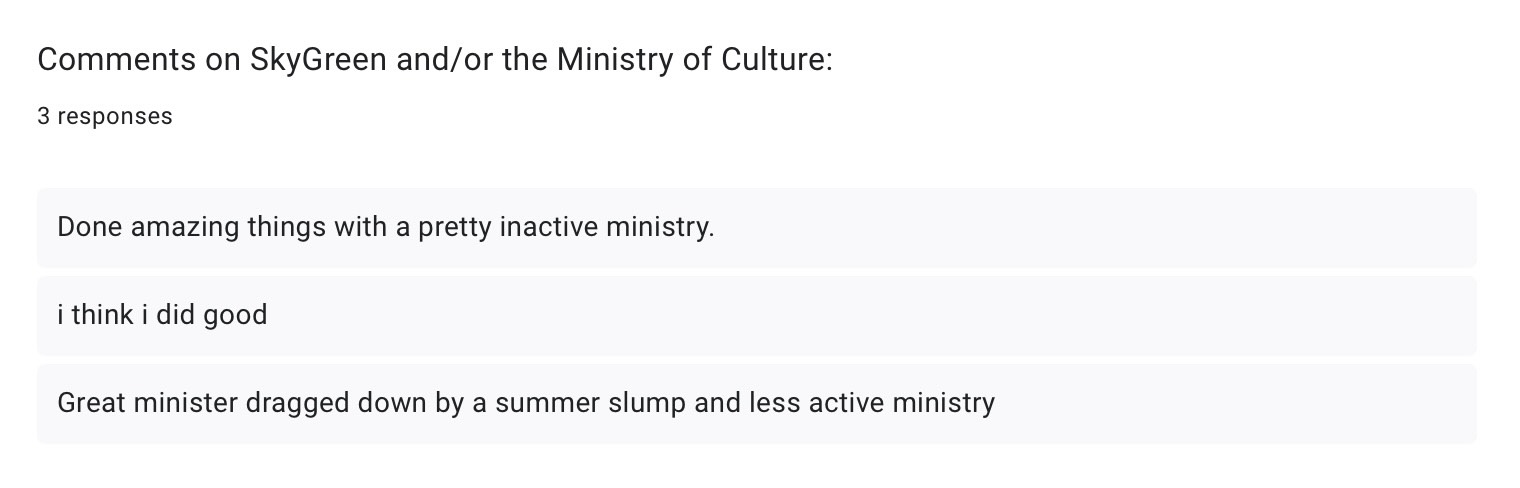 Comments on SkyGreen and/or the Ministry of Culture:
3 responses
Done amazing things with a pretty inactive ministry.
i think i did good
Great minister dragged down by a summer slump and less active ministry